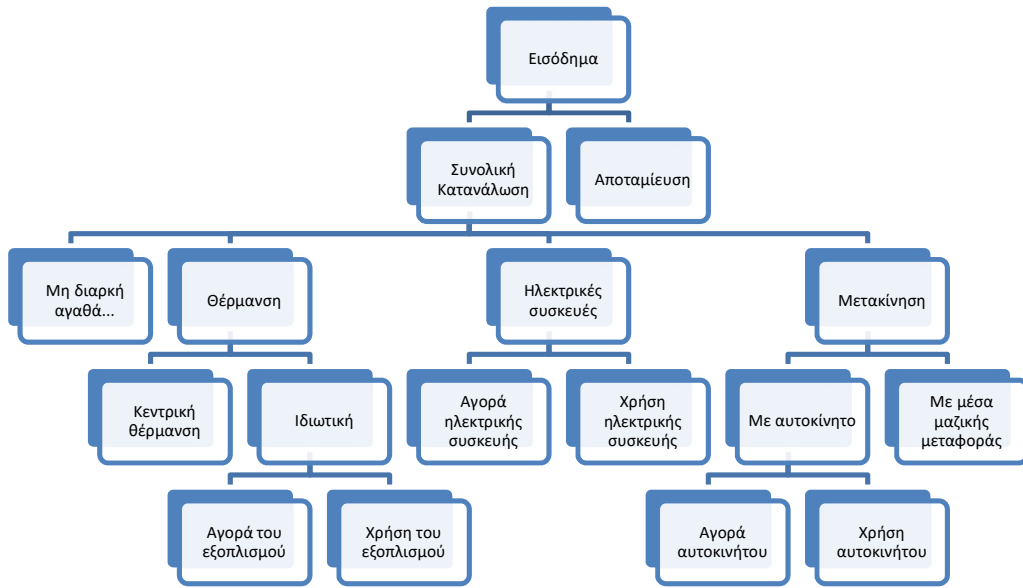 Εισόδημα
Συνολική
Κατανάλωση
Αποταμίευση
Μη διαρκή
αγαθά...
Θέρμανση
Ηλεκτρικές
συσκευές
Μετακίνηση
Κεντρική
θέρμανση
Ιδιωτική
Αγορά
ηλεκτρικής
συσκευής
Χρήση
ηλεκτρικής
συσκευής
Με αυτοκίνητο
Με μέσα
μαζικής
μεταφοράς
Αγορά του
εξοπλισμού
Χρήση του
εξοπλισμού
Αγορά
αυτοκινήτου
Χρήση
αυτοκινήτου